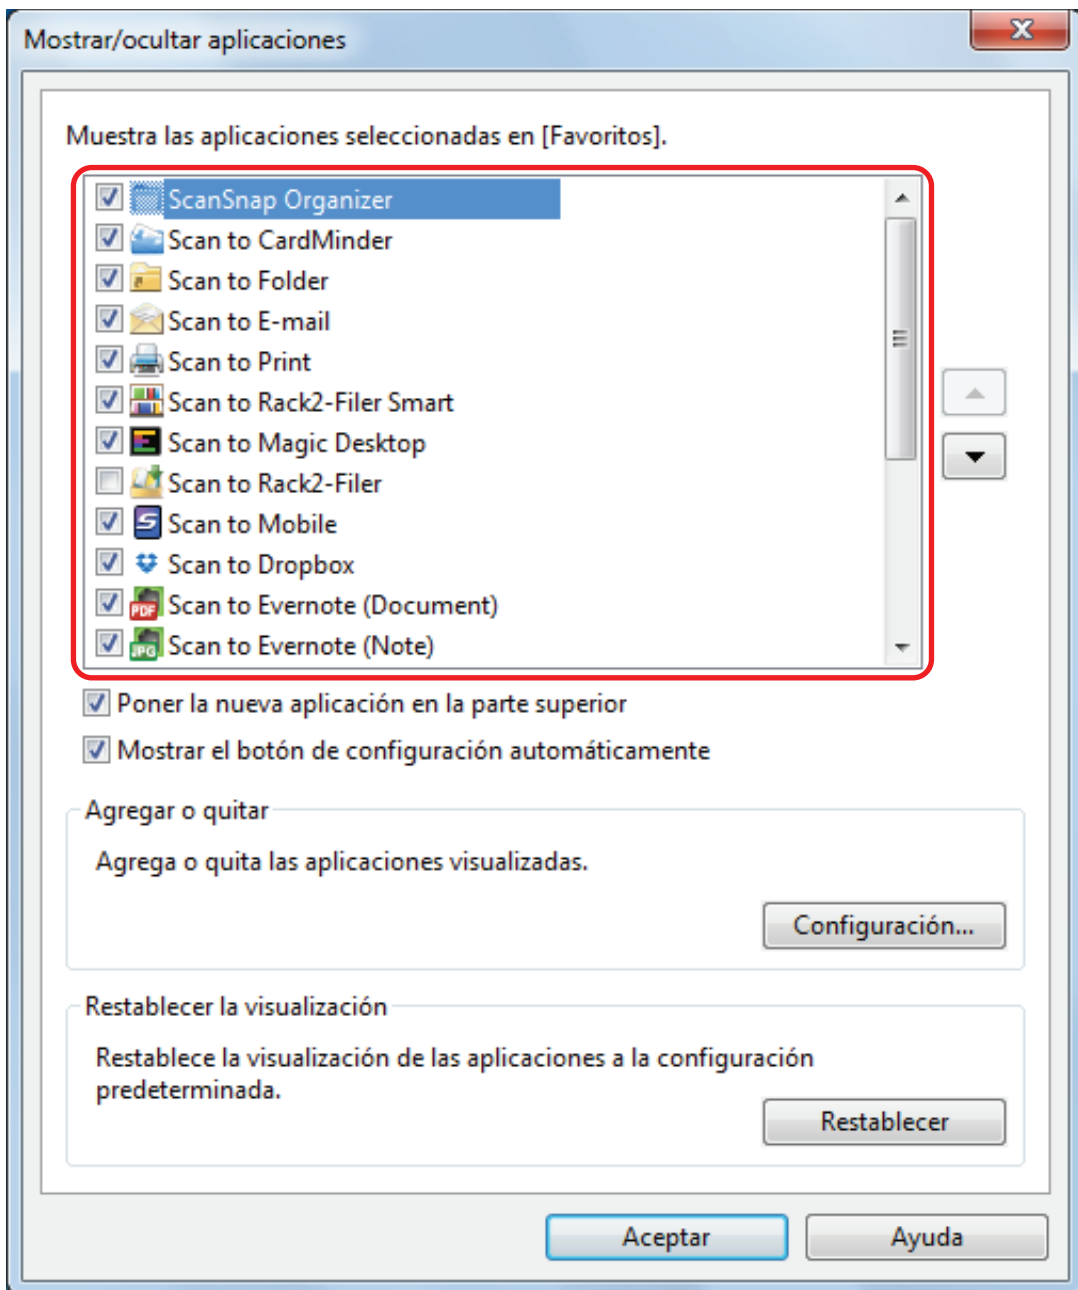 Mostrar/ocultar aplicaciones
Muestra las aplicaciones seleccionadas en [Favoritos].
ScanSnap Organizer
Scan to CardMinder
Scan to Folder
Scan to E-mail
Scan to Print
Scan to Rack2-Filer Smart
Scan to Magic Desktop
Scan to Rack2-Filer
Scan to Mobile
Scan to Dropbox
PDF Scan to Evernote (Document)
JPG Scan to Evernote (Note)
Poner la nueva aplicación en la parte superior
Mostrar el botón de configuración automáticamente
Agregar o quitar
Agrega o quita las aplicaciones visualizadas.
Configuración...
Restablecer la visualización
Restablece la visualización de las aplicaciones a la configuración
predeterminada.
Restablecer
Aceptar
Ayuda